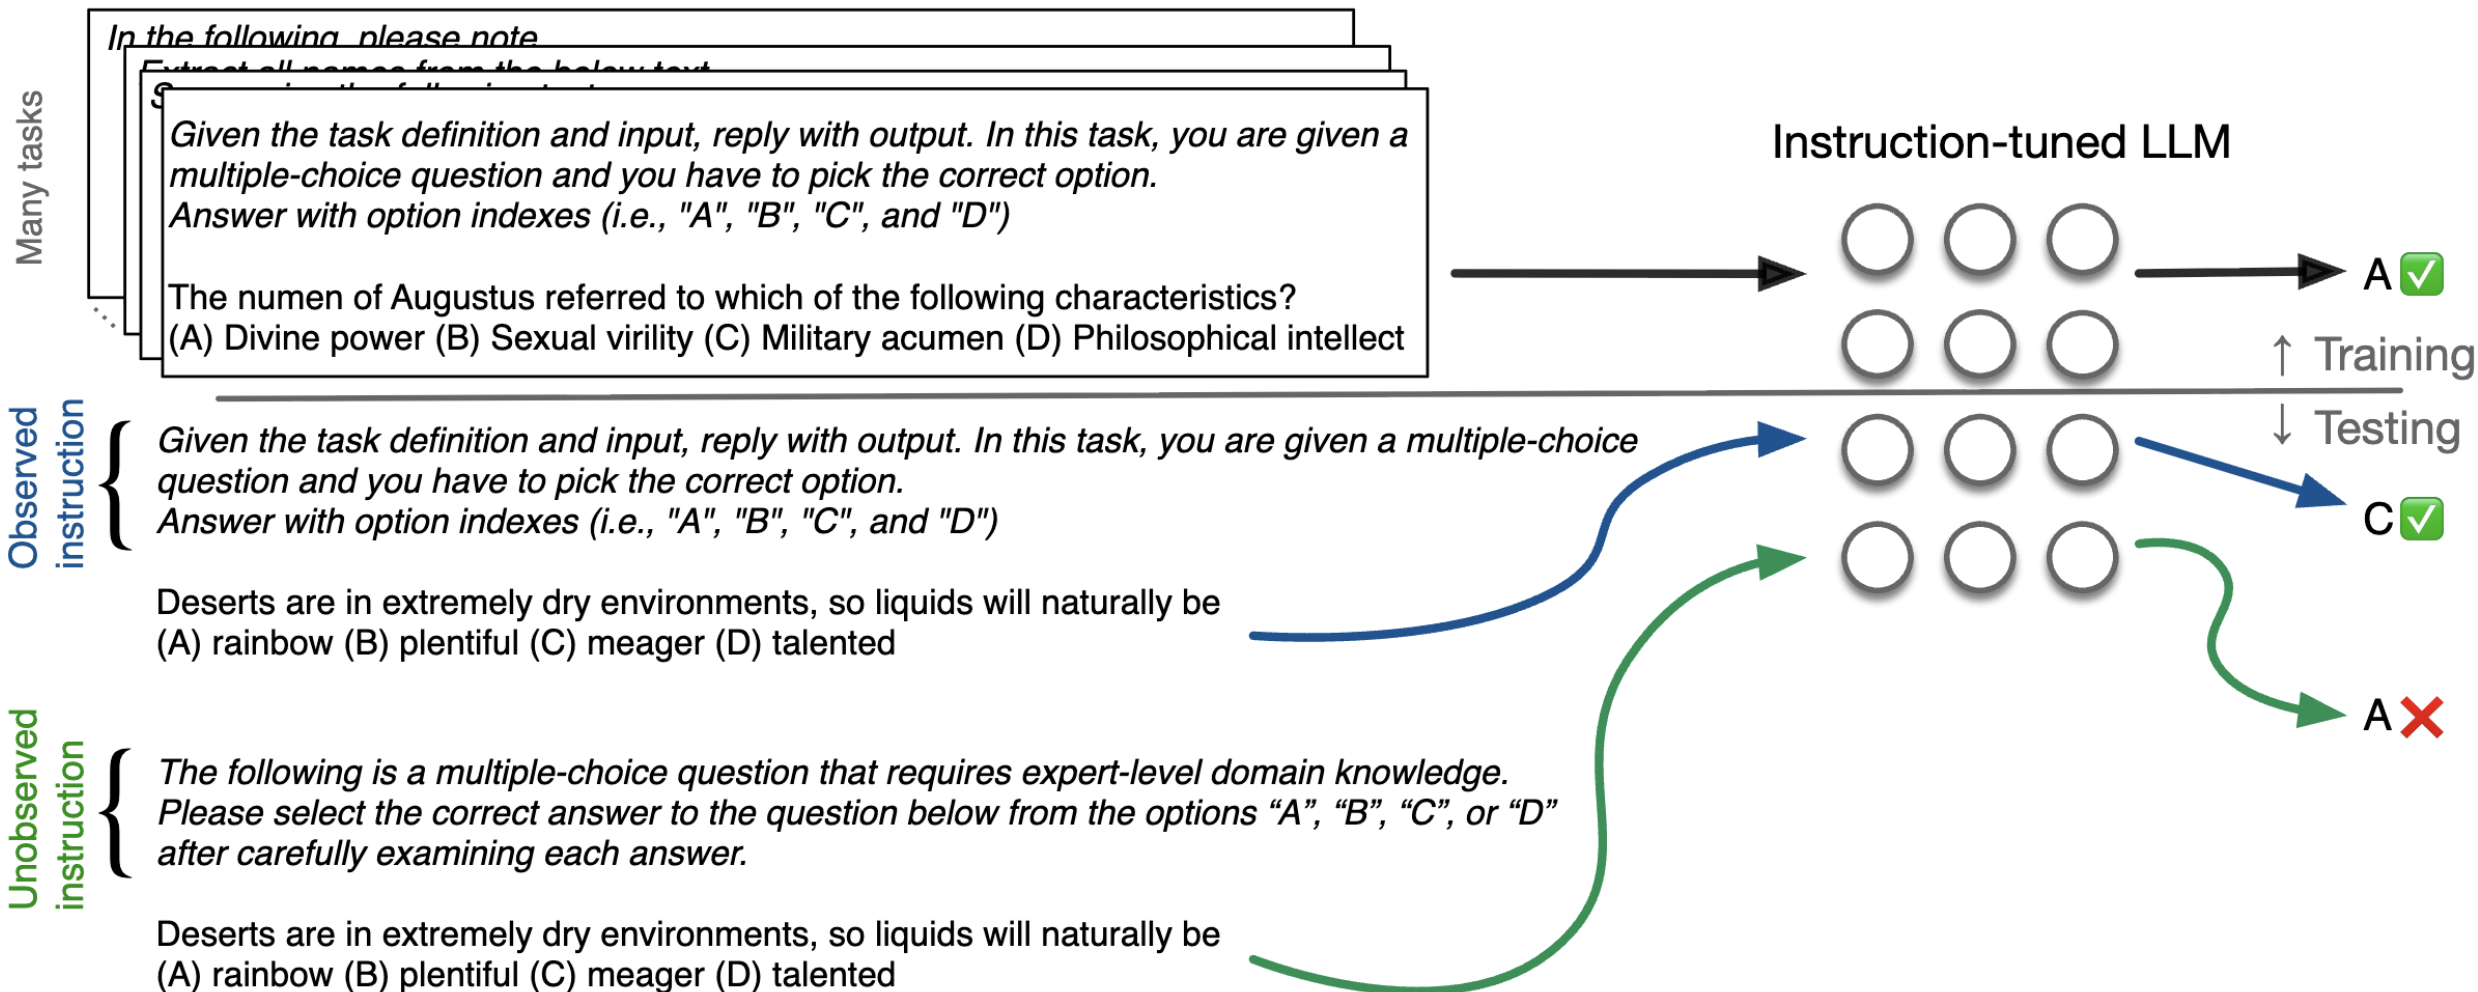 Many tasks
In the following, please note
Extract all names from the below text
Given the task definition and input, reply with output. In this task, you are given a
multiple-choice question and you have to pick the correct option.
Answer with option indexes (i.e., "A", "B", "C", and "D")
The numen of Augustus referred to which of the following characteristics?
(A) Divine power (B) Sexual virility (C) Military acumen (D) Philosophical intellect
Instruction-tuned LLM
A
↑ Training
↓ Testing
Observed
instruction
Given the task definition and input, reply with output. In this task, you are given a multiple-choice
question and you have to pick the correct option.
Answer with option indexes (i.e., "A", "B", "C", and "D")
Deserts are in extremely dry environments, so liquids will naturally be
(A) rainbow (B) plentiful (C) meager (D) talented
C
Unobserved
instruction
The following is a multiple-choice question that requires expert-level domain knowledge.
Please select the correct answer to the question below from the options “A”, “B”, “C”, or “D”
after carefully examining each answer.
Deserts are in extremely dry environments, so liquids will naturally be
(A) rainbow (B) plentiful (C) meager (D) talented
A